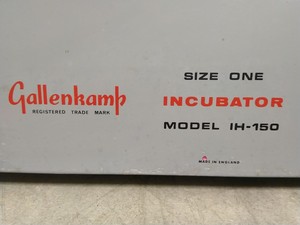 Gallenkamp
REGISTERED TRADE MARK
SIZE ONE
INCUBATOR
MODEL IH-150
MADE IN ENGLAND